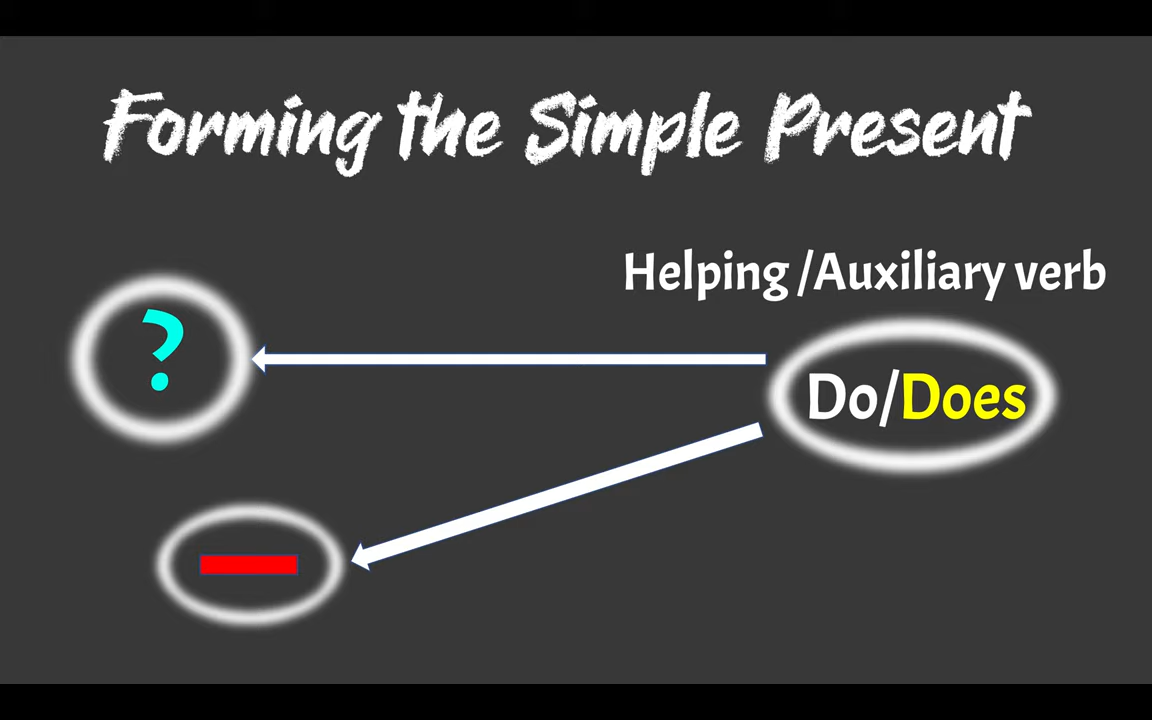 Forming the Simple Present
Helping /Auxiliary verb
?
Do/Does